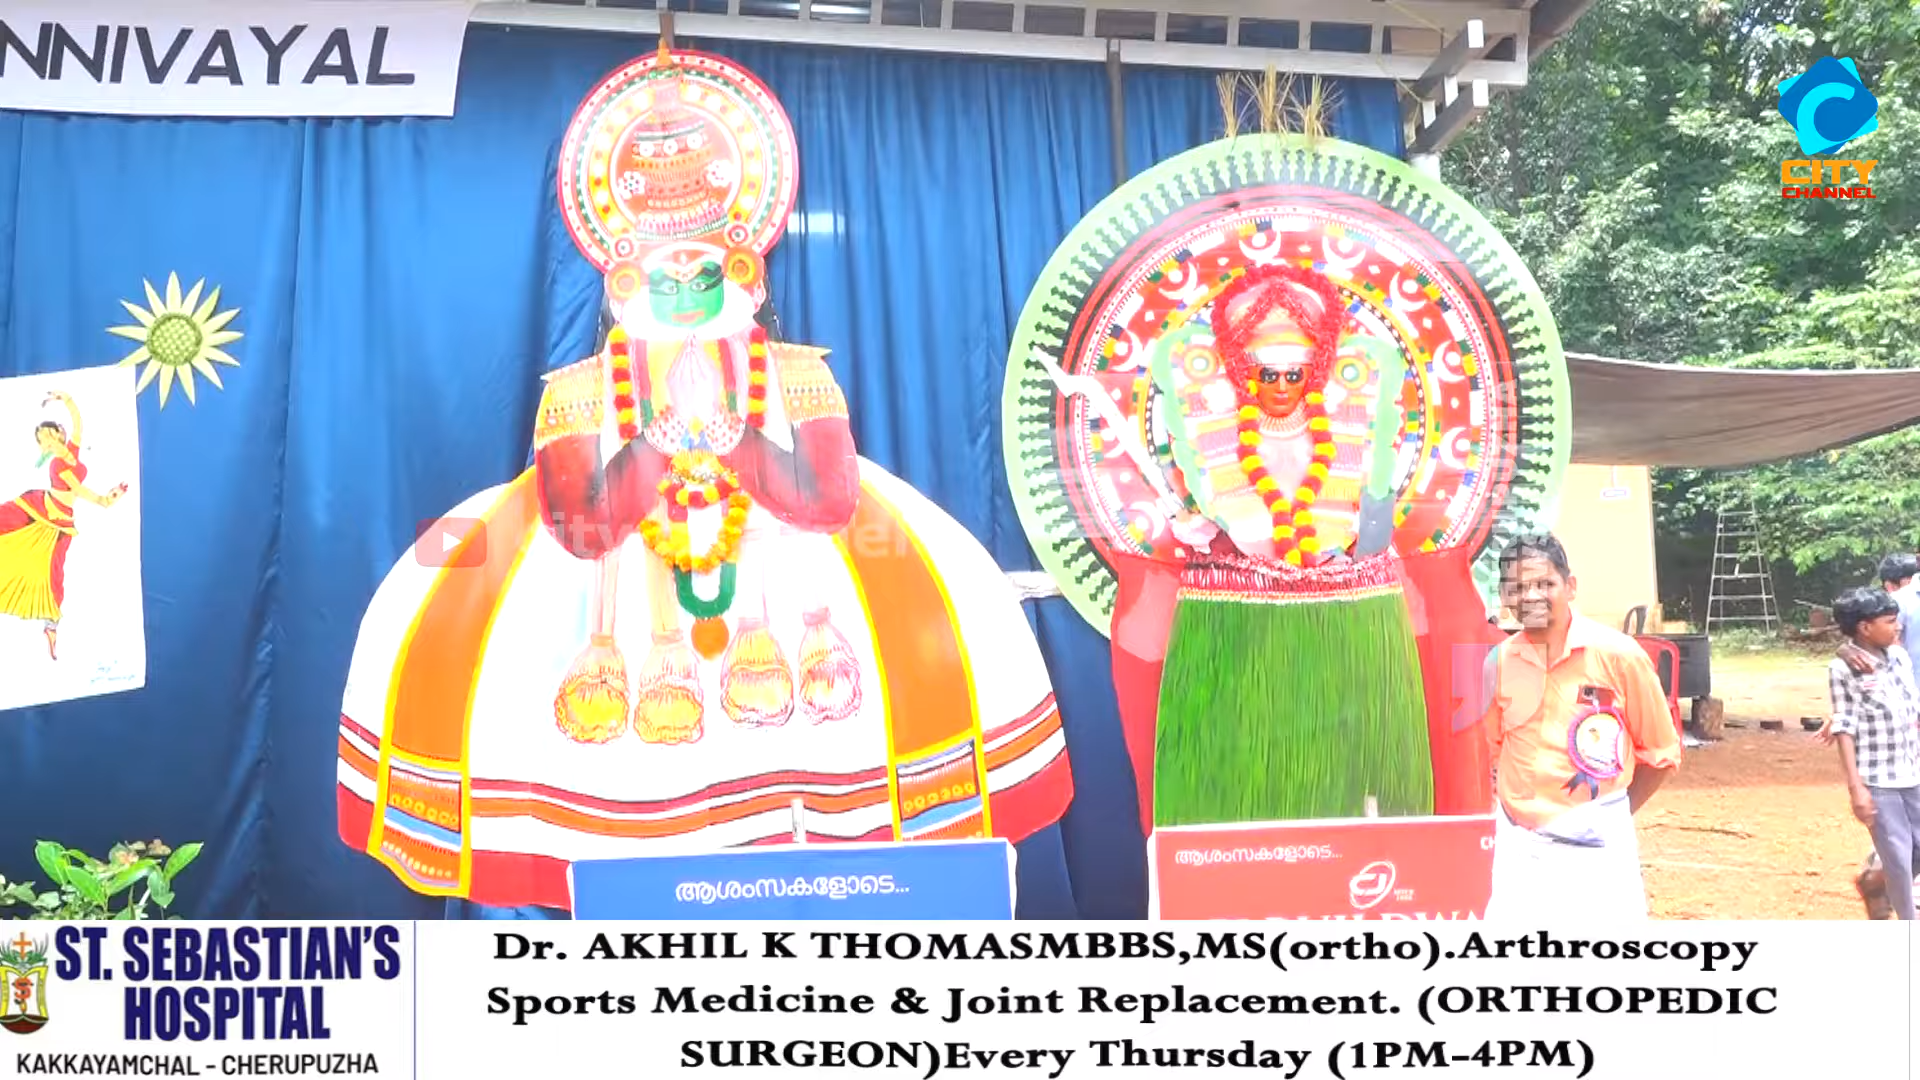 NNIVAYAL
CITY
CHANNEL
ആശംസകളോടെ...
ആശംസകളോടെ...
ST. SEBASTIAN'S
HOSPITAL
KAKKAYAMCHAL - CHERUPUZHA
Dr. AKHIL K THOMASMBBS,MS(ortho).Arthroscopy
Sports Medicine & Joint Replacement. (ORTHOPEDIC
SURGEON)Every Thursday (1PM-4PM)